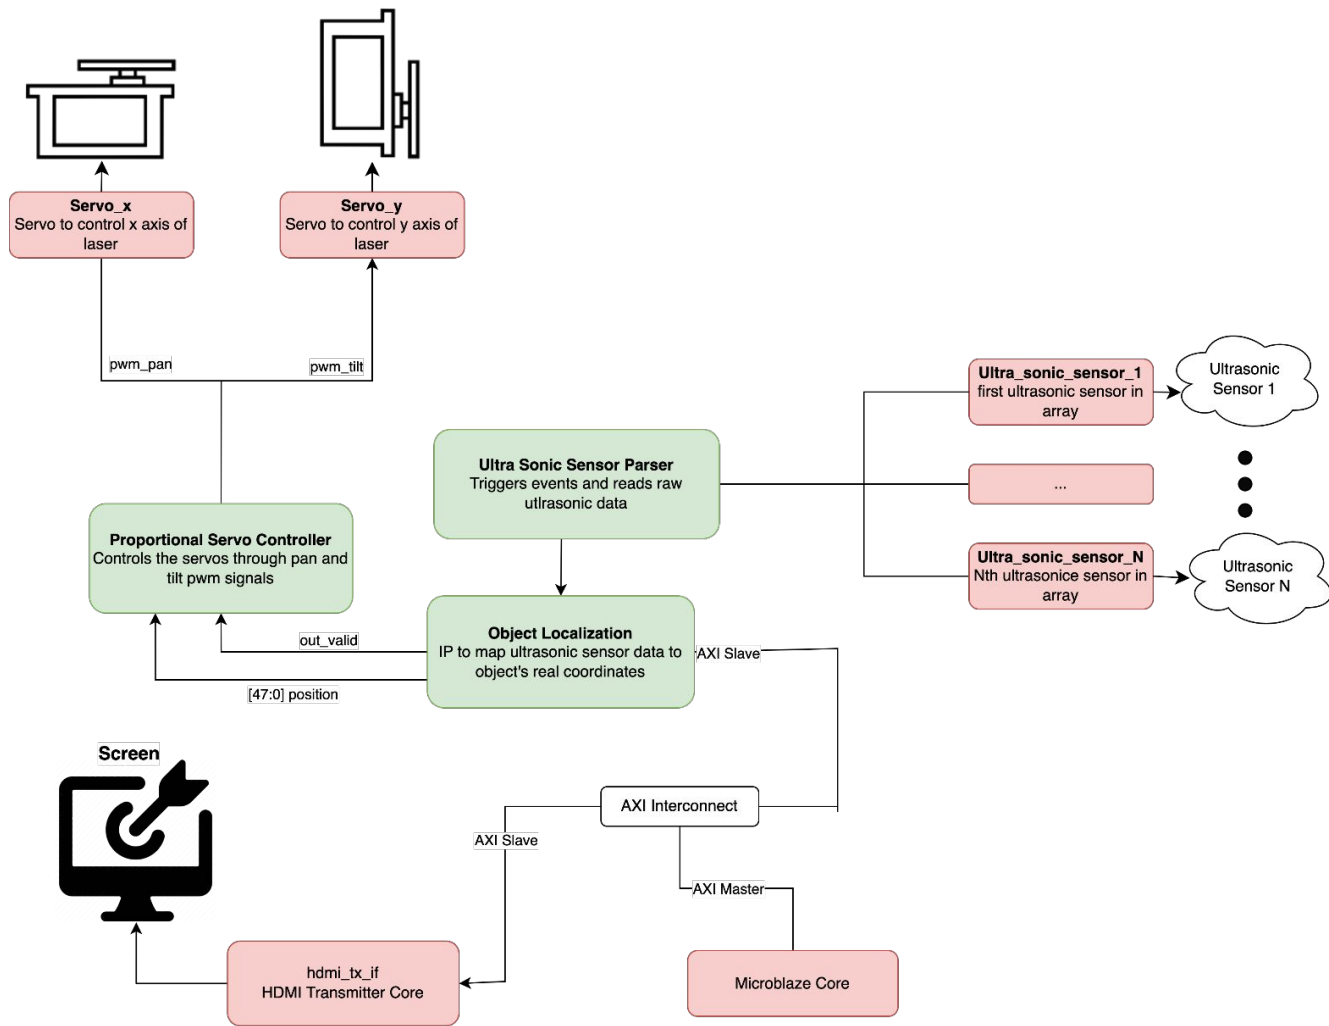 Servo_x
Servo to control x axis of
laser
Servo_y
Servo to control y axis of
laser
pwm_pan
pwm_tilt
Ultra_sonic_sensor_1
first ultrasonic sensor in
array
Ultrasonic
Sensor 1
Ultra Sonic Sensor Parser
Triggers events and reads raw
utlrasonic data
...
Proportional Servo Controller
Controls the servos through pan and
tilt pwm signals
Ultra_sonic_sensor_N
Nth ultrasonice sensor in
array
Ultrasonic
Sensor N
Object Localization
IP to map ultrasonic sensor data to
object's real coordinates
out_valid
[47:0] position
AXI Slave
Screen
AXI Interconnect
AXI Slave
AXI Master
hdmi_tx_if
HDMI Transmitter Core
Microblaze Core